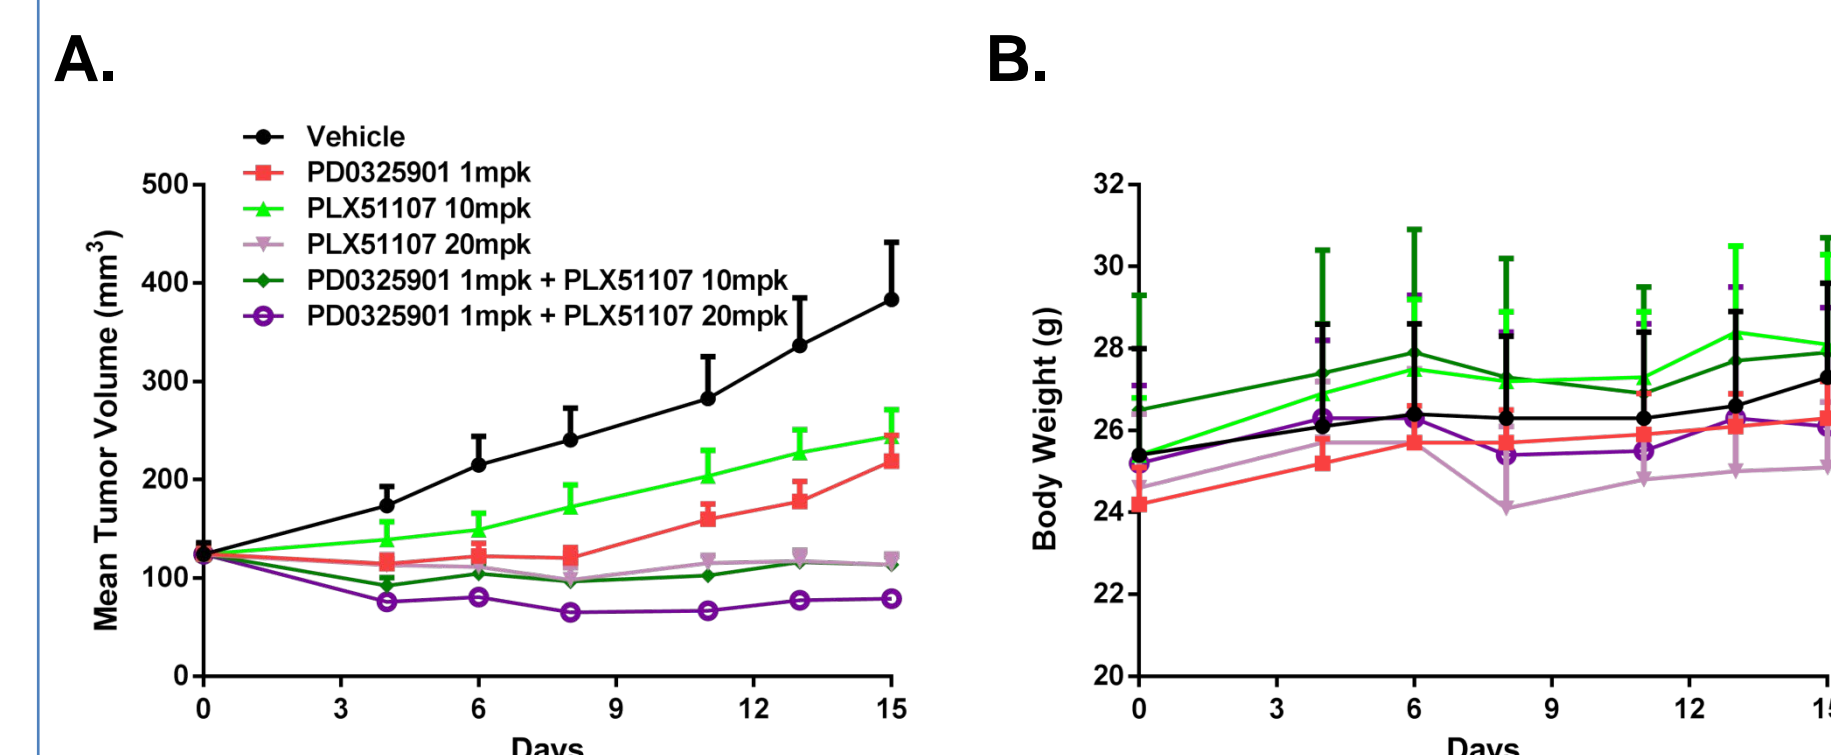 A.
B.
Vehicle
PD0325901 1mpk
PLX51107 10mpk
PLX51107 20mpk
PD0325901 1mpk + PLX51107 10mpk
PD0325901 1mpk + PLX51107 20mpk
Mean Tumor Volume (mm³)
500
400
300
200
100
0
0 3 6 9 12 15
Days
Body Weight (g)
32
30
28
26
24
22
20
0 3 6 9 12
Days